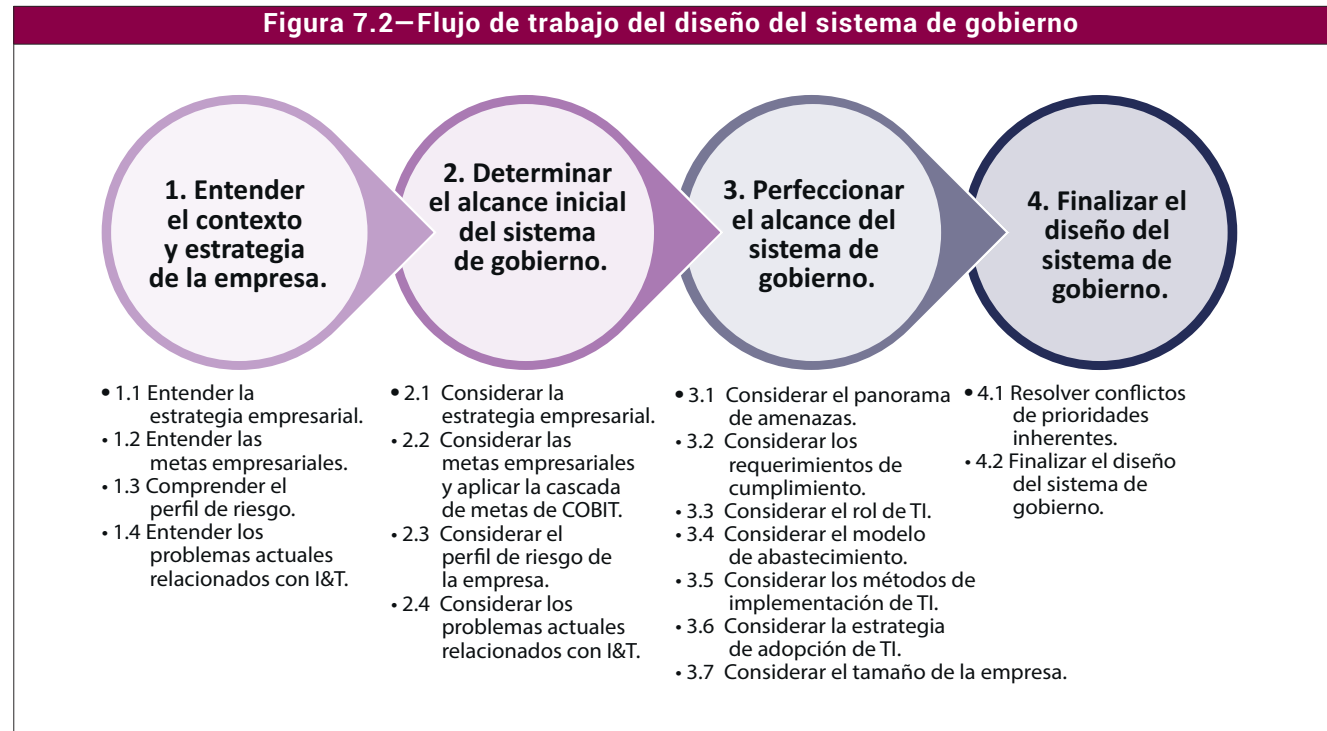 Figura 7.2—Flujo de trabajo del diseño del sistema de gobierno
1. Entender
el contexto
y estrategia
de la empresa.
2. Determinar
el alcance inicial
del sistema
de gobierno.
3. Perfeccionar
el alcance del
sistema de
gobierno.
4. Finalizar el
diseño del
sistema de
gobierno.
• 1.1 Entender la
estrategia empresarial.
• 1.2 Entender las
metas empresariales.
• 1.3 Comprender el
perfil de riesgo.
• 1.4 Entender los
problemas actuales
relacionados con I&T.
• 2.1 Considerar la
estrategia empresarial.
• 2.2 Considerar las
metas empresariales
y aplicar la cascada
de metas de COBIT.
• 2.3 Considerar el
perfil de riesgo de
la empresa.
• 2.4 Considerar los
problemas actuales
relacionados con I&T.
• 3.1 Considerar el panorama
de amenazas.
• 3.2 Considerar los
requerimientos de
cumplimiento.
• 3.3 Considerar el rol de TI.
• 3.4 Considerar el modelo
de abastecimiento.
• 3.5 Considerar los métodos de
implementación de TI.
• 3.6 Considerar la estrategia
de adopción de TI.
• 3.7 Considerar el tamaño de la empresa.
• 4.1 Resolver conflictos
de prioridades
inherentes.
• 4.2 Finalizar el diseño
del sistema de
gobierno.